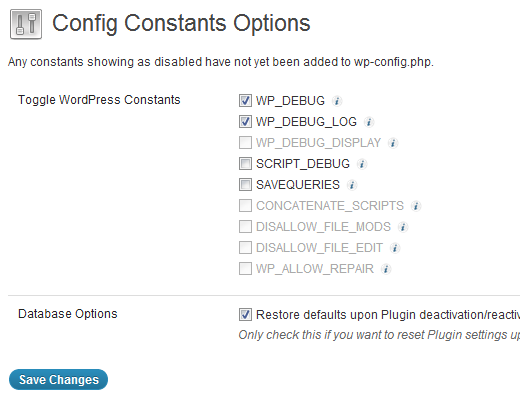 Config Constants Options
Any constants showing as disabled have not yet been added to wp-config.php.
Toggle WordPress Constants
WP_DEBUG
WP_DEBUG_LOG
WP_DEBUG_DISPLAY
SCRIPT_DEBUG
SAVEQUERIES
CONCATENATE_SCRIPTS
DISALLOW_FILE_MODS
DISALLOW_FILE_EDIT
WP_ALLOW_REPAIR
Database Options
Restore defaults upon Plugin deactivation/reactiv
Only check this if you want to reset Plugin settings up
Save Changes